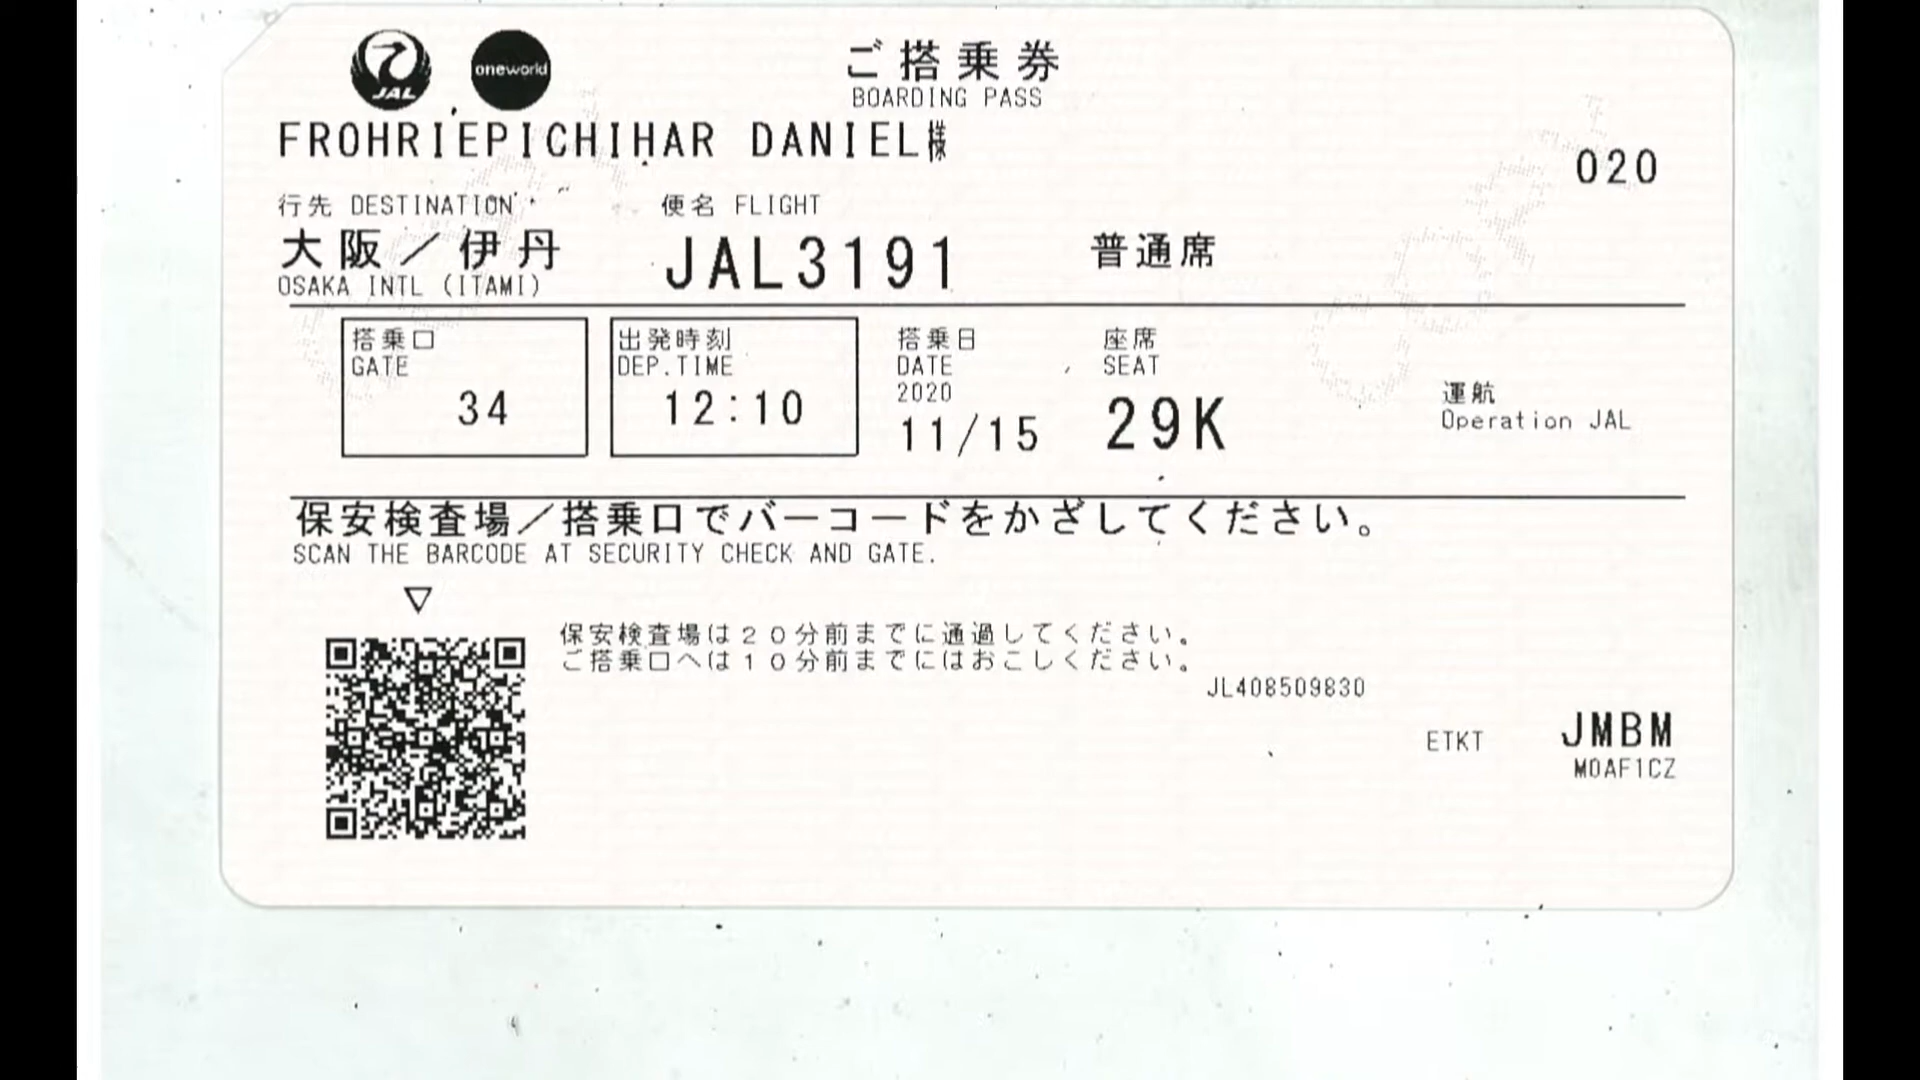 JAL
oneworld
ご搭乗券
BOARDING PASS
FROHRIEPICHIHAR DANIEL様
020
行先 DESTINATION
便名 FLIGHT
大阪／伊丹
JAL3191
普通席
OSAKA INTL (ITAMI)
搭乗口
GATE
34
出発時刻
DEP.TIME
12:10
搭乗日
DATE
2020
11/15
座席
SEAT
29K
運航
Operation JAL
保安検査場／搭乗口でバーコードをかざしてください。
SCAN THE BARCODE AT SECURITY CHECK AND GATE.
保安検査場は２０分前までに通過してください。
ご搭乗口へは１０分前までにはおこしください。
JL408509830
ETKT
JMBM
MOAF1CZ